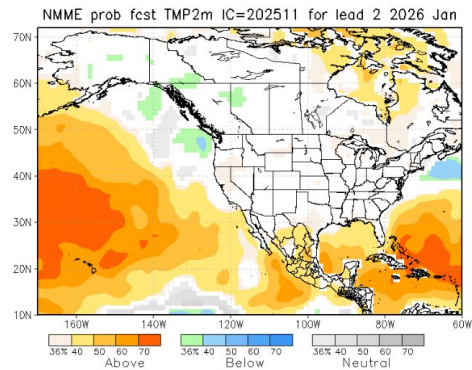 NMME prob fcst TMP2m IC=202511 for lead 2 2026 Jan
70N
60N
50N
40N
30N
20N
10N
160W 140W 120W 100W 80W 60W
36% 40 50 60 70 36% 40 50 60 70 36% 40 50 60 70
Above Below Neutral